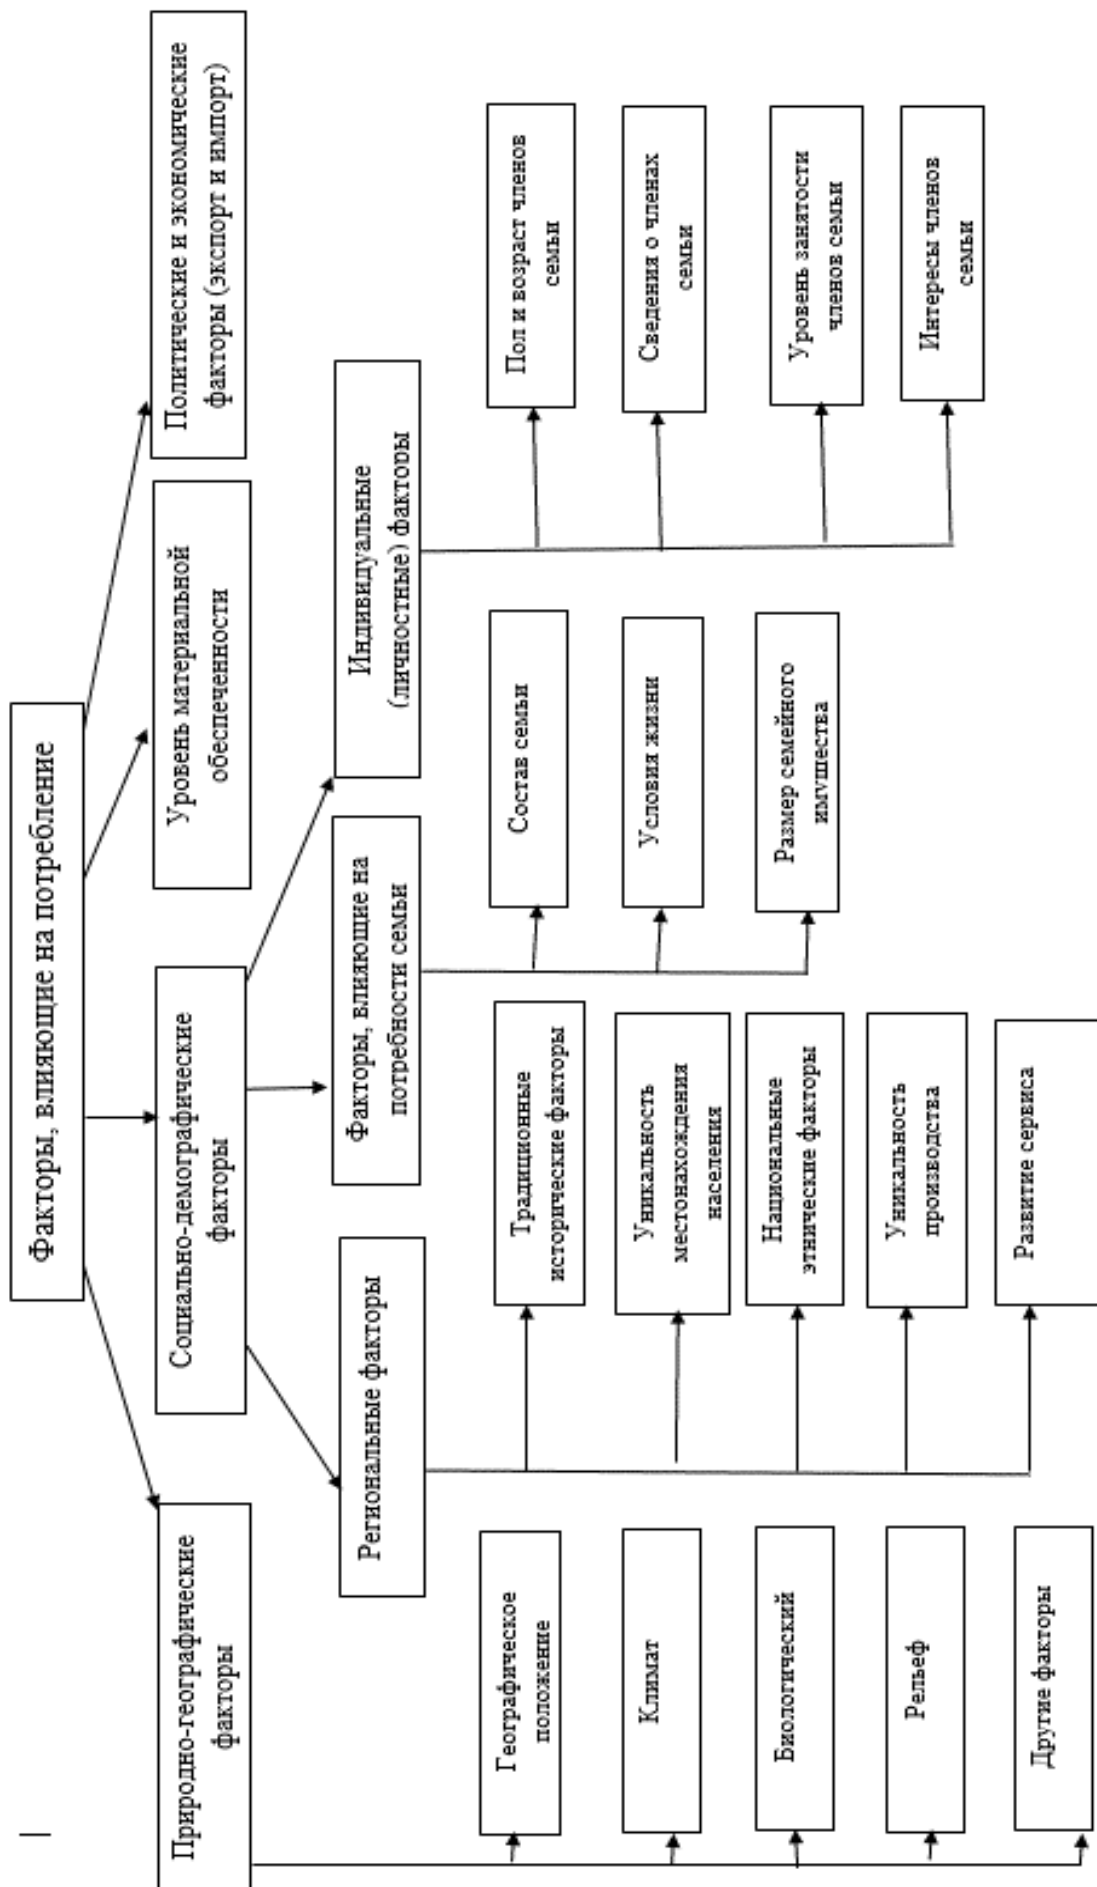 Факторы, влияющие на потребление
Природно-географические
факторы
Социально-демографические
факторы
Уровень материальной
обеспеченности
Политические и экономические
факторы (экспорт и импорт)
Региональные факторы
Факторы, влияющие на
потребности семьи
Индивидуальные
(личностные) факторы
Географическое
положение
Климат
Биологический
Рельеф
Другие факторы
Традиционные
исторические факторы
Уникальность
местонахождения
населения
Национальные
этнические факторы
Уникальность
производства
Развитие сервиса
Состав семьи
Условия жизни
Размер семейного
имушества
Пол и возраст членов
семьи
Сведения о членах
семьи
Уровень занятости
членов семьи
Интересы членов
семьи